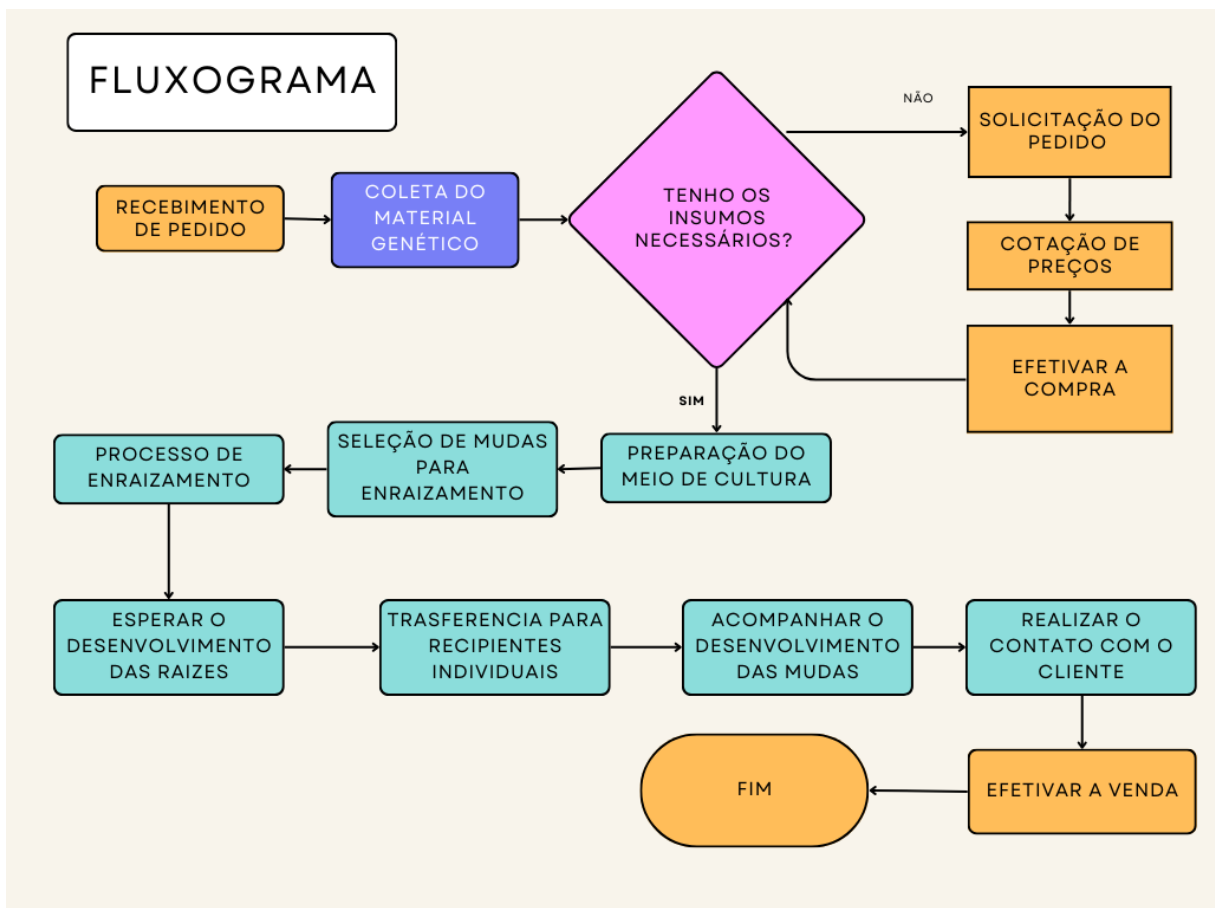 FLUXOGRAMA
RECEBIMENTO
DE PEDIDO
COLETA DO
MATERIAL
GENÉTICO
TENHO OS
INSUMOS
NECESSÁRIOS?
NÃO
SOLICITAÇÃO DO
PEDIDO
COTAÇÃO DE
PREÇOS
EFETIVAR A
COMPRA
SIM
PREPARAÇÃO DO
MEIO DE CULTURA
SELEÇÃO DE MUDAS
PARA
ENRAIZAMENTO
PROCESSO DE
ENRAIZAMENTO
ESPERAR O
DESENVOLVIMENTO
DAS RAIZES
TRASFERENCIA PARA
RECIPIENTES
INDIVIDUAIS
ACOMPANHAR O
DESENVOLVIMENTO
DAS MUDAS
REALIZAR O
CONTATO COM O
CLIENTE
EFETIVAR A VENDA
FIM